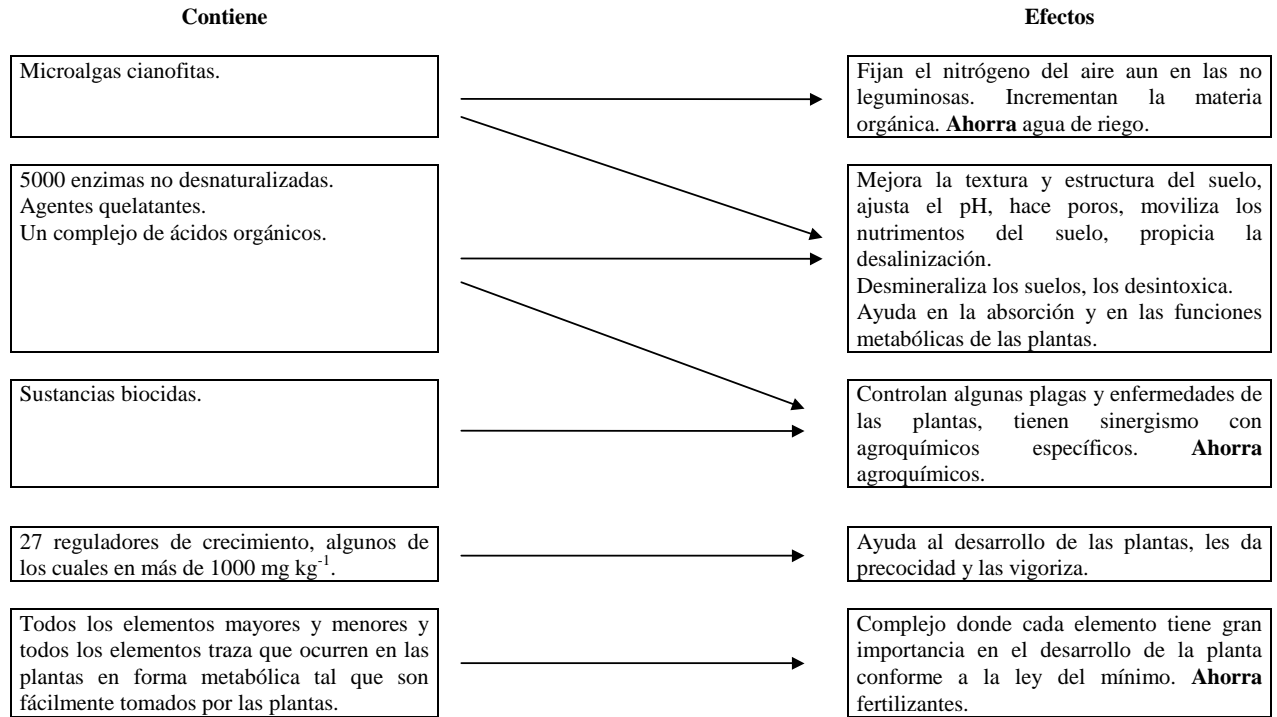 Contiene
Efectos
Microalgas cianofitas.
Fijan el nitrógeno del aire aun en las no
leguminosas. Incrementan la materia
orgánica. Ahorra agua de riego.
5000 enzimas no desnaturalizadas.
Agentes quelatantes.
Un complejo de ácidos orgánicos.
Mejora la textura y estructura del suelo,
ajusta el pH, hace poros, moviliza los
nutrimentos del suelo, propicia la
desalinización.
Desmineraliza los suelos, los desintoxica.
Ayuda en la absorción y en las funciones
metabólicas de las plantas.
Sustancias biocidas.
Controlan algunas plagas y enfermedades de
las plantas, tienen sinergismo con
agroquímicos específicos. Ahorra
agroquímicos.
27 reguladores de crecimiento, algunos de
los cuales en más de 1000 mg kg⁻¹.
Ayuda al desarrollo de las plantas, les da
precocidad y las vigoriza.
Todos los elementos mayores y menores y
todos los elementos traza que ocurren en las
plantas en forma metabólica tal que son
fácilmente tomados por las plantas.
Complejo donde cada elemento tiene gran
importancia en el desarrollo de la planta
conforme a la ley del mínimo. Ahorra
fertilizantes.